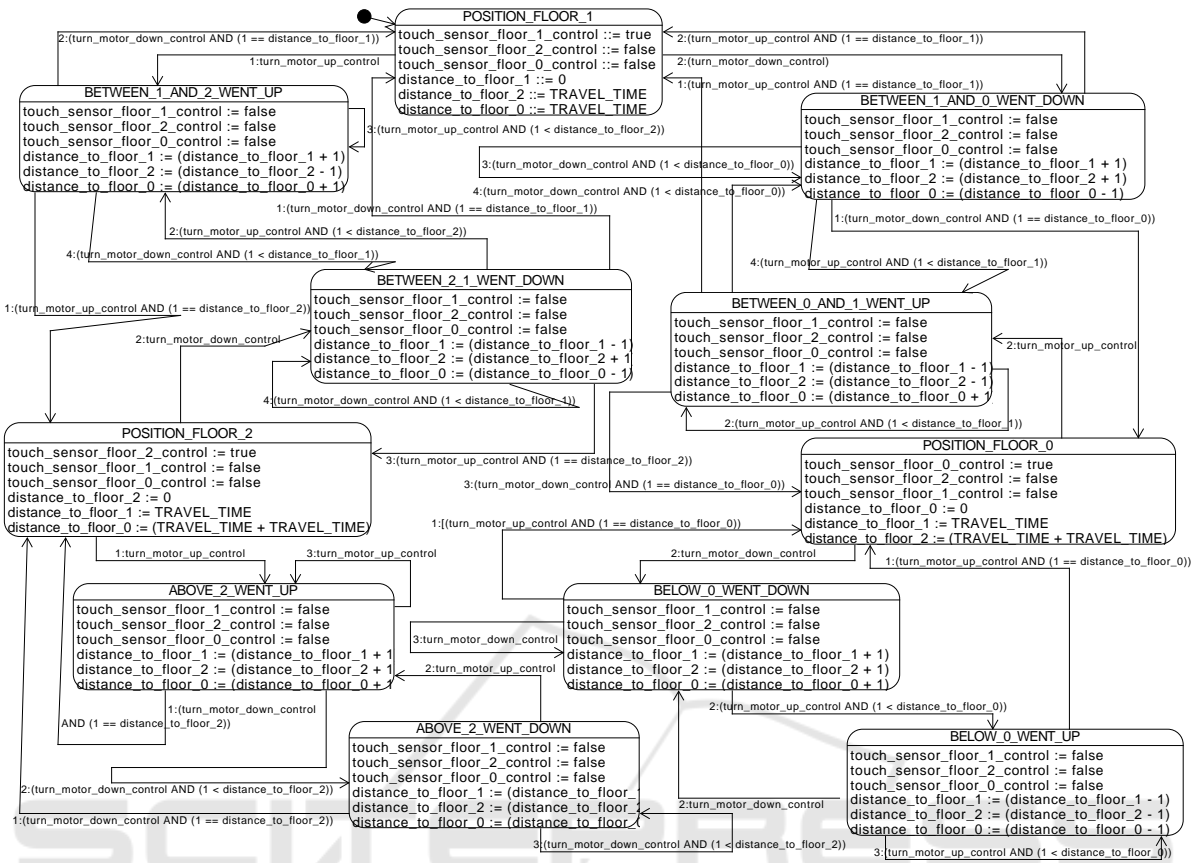 POSITION_FLOOR_1
touch_sensor_floor_1_control ::= true
touch_sensor_floor_2_control ::= false
touch_sensor_floor_0_control ::= false
distance_to_floor_1 ::= 0
distance_to_floor_2 ::= TRAVEL_TIME
distance_to_floor_0 ::= TRAVEL_TIME
2:(turn_motor_down_control AND (1 == distance_to_floor_1))
1:turn_motor_up_control
2:(turn_motor_up_control AND (1 == distance_to_floor_1))
2:(turn_motor_down_control)
1:(turn_motor_up_control AND (1 == distance_to_floor_1))
BETWEEN_1_AND_2_WENT_UP
touch_sensor_floor_1_control := false
touch_sensor_floor_2_control := false
touch_sensor_floor_0_control := false
distance_to_floor_1 := (distance_to_floor_1 + 1)
distance_to_floor_2 := (distance_to_floor_2 - 1)
distance_to_floor_0 := (distance_to_floor_0 + 1)
3:(turn_motor_up_control AND (1 < distance_to_floor_2))
BETWEEN_1_AND_0_WENT_DOWN
touch_sensor_floor_1_control := false
touch_sensor_floor_2_control := false
touch_sensor_floor_0_control := false
distance_to_floor_1 := (distance_to_floor_1 + 1)
distance_to_floor_2 := (distance_to_floor_2 + 1)
distance_to_floor_0 := (distance_to_floor_0 - 1)
3:(turn_motor_down_control AND (1 < distance_to_floor_0))
4:(turn_motor_down_control AND (1 < distance_to_floor_0))
1:(turn_motor_down_control AND (1 == distance_to_floor_1))
1:(turn_motor_down_control AND (1 == distance_to_floor_0))
2:(turn_motor_up_control AND (1 < distance_to_floor_2))
4:(turn_motor_down_control AND (1 < distance_to_floor_1))
4:(turn_motor_up_control AND (1 < distance_to_floor_1))
BETWEEN_2_1_WENT_DOWN
touch_sensor_floor_1_control := false
touch_sensor_floor_2_control := false
touch_sensor_floor_0_control := false
distance_to_floor_1 := (distance_to_floor_1 - 1)
distance_to_floor_2 := (distance_to_floor_2 + 1
distance_to_floor_0 := (distance_to_floor_0 - 1)
BETWEEN_0_AND_1_WENT_UP
touch_sensor_floor_1_control := false
touch_sensor_floor_2_control := false
touch_sensor_floor_0_control := false
distance_to_floor_1 := (distance_to_floor_1 - 1)
distance_to_floor_2 := (distance_to_floor_2 - 1)
distance_to_floor_0 := (distance_to_floor_0 + 1
1:(turn_motor_up_control AND (1 == distance_to_floor_2))
2:turn_motor_down_control
2:turn_motor_up_control
4:(turn_motor_down_control AND (1 < distance_to_floor_1))
2:(turn_motor_up_control AND (1 < distance_to_floor_1))
POSITION_FLOOR_2
touch_sensor_floor_2_control := true
touch_sensor_floor_1_control := false
touch_sensor_floor_0_control := false
distance_to_floor_2 := 0
distance_to_floor_1 := TRAVEL_TIME
distance_to_floor_0 := (TRAVEL_TIME + TRAVEL_TIME)
3:(turn_motor_up_control AND (1 == distance_to_floor_2))
3:(turn_motor_down_control AND (1 == distance_to_floor_0))
POSITION_FLOOR_0
touch_sensor_floor_0_control := true
touch_sensor_floor_2_control := false
touch_sensor_floor_1_control := false
distance_to_floor_0 := 0
distance_to_floor_1 := TRAVEL_TIME
distance_to_floor_2 := (TRAVEL_TIME + TRAVEL_TIME)
1:[(turn_motor_up_control AND (1 == distance_to_floor_0))
1:turn_motor_up_control
3:turn_motor_up_control
2:turn_motor_down_control
1:(turn_motor_up_control AND (1 == distance_to_floor_0))
ABOVE_2_WENT_UP
touch_sensor_floor_1_control := false
touch_sensor_floor_2_control := false
touch_sensor_floor_0_control := false
distance_to_floor_1 := (distance_to_floor_1 + 1
distance_to_floor_2 := (distance_to_floor_2 + 1
distance_to_floor_0 := (distance_to_floor_0 + 1
BELOW_0_WENT_DOWN
touch_sensor_floor_1_control := false
touch_sensor_floor_2_control := false
touch_sensor_floor_0_control := false
distance_to_floor_1 := (distance_to_floor_1 + 1)
distance_to_floor_2 := (distance_to_floor_2 + 1)
distance_to_floor_0 := (distance_to_floor_0 + 1)
3:turn_motor_down_control
2:turn_motor_up_control
1:(turn_motor_down_control
AND (1 == distance_to_floor_2))
2:(turn_motor_up_control AND (1 < distance_to_floor_0))
ABOVE_2_WENT_DOWN
touch_sensor_floor_1_control := false
touch_sensor_floor_2_control := false
touch_sensor_floor_0_control := false
distance_to_floor_1 := (distance_to_floor_
distance_to_floor_2 := (distance_to_floor_2
distance_to_floor_0 := (distance_to_floor_
BELOW_0_WENT_UP
touch_sensor_floor_1_control := false
touch_sensor_floor_2_control := false
touch_sensor_floor_0_control := false
distance_to_floor_1 := (distance_to_floor_1 - 1)
distance_to_floor_2 := (distance_to_floor_2 - 1)
distance_to_floor_0 := (distance_to_floor_0 - 1)
2:(turn_motor_down_control AND (1 < distance_to_floor_2))
2:turn_motor_down_control
1:(turn_motor_down_control AND (1 == distance_to_floor_2))
3:(turn_motor_down_control AND (1 < distance_to_floor_2))
3:(turn_motor_up_control AND (1 < distance_to_floor_0))